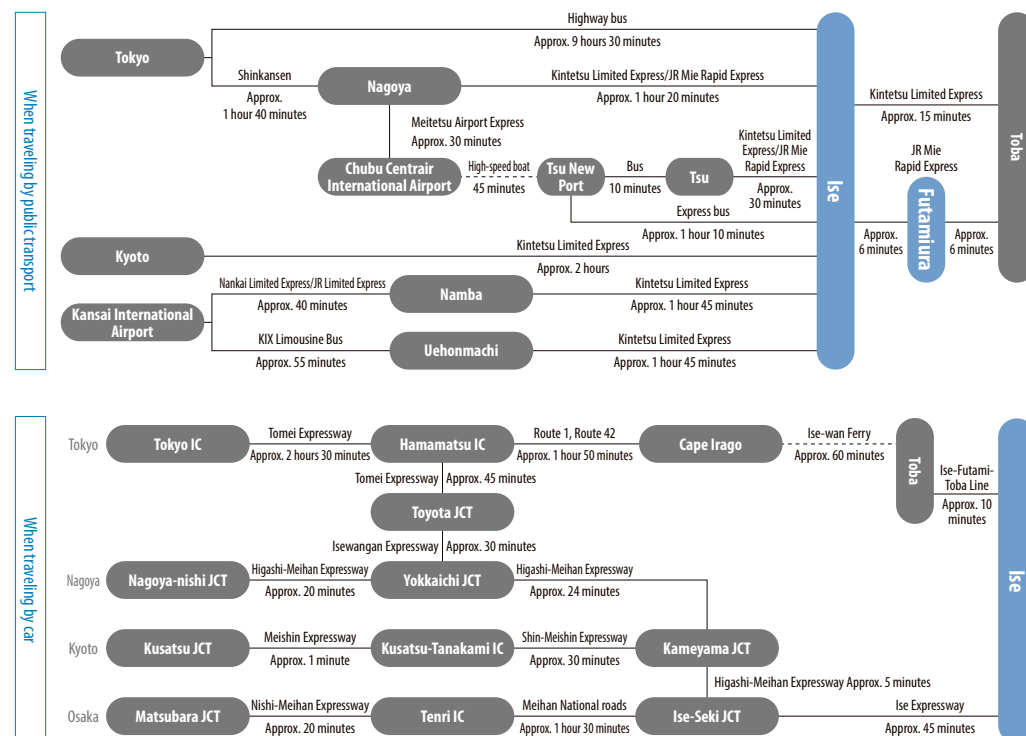 When traveling by public transport
Highway bus
Approx. 9 hours 30 minutes
Tokyo
Shinkansen
Approx.
1 hour 40 minutes
Nagoya
Kintetsu Limited Express/JR Mie Rapid Express
Approx. 1 hour 20 minutes
Meitetsu Airport Express
Approx. 30 minutes
Chubu Centrair
International Airport
High-speed boat
45 minutes
Tsu New
Port
Bus
10 minutes
Tsu
Kintetsu Limited
Express/JR Mie
Rapid Express
Approx.
30 minutes
Express bus
Approx. 1 hour 10 minutes
Kyoto
Kintetsu Limited Express
Approx. 2 hours
Kansai International
Airport
Nankai Limited Express/JR Limited Express
Approx. 40 minutes
Namba
Kintetsu Limited Express
Approx. 1 hour 45 minutes
KIX Limousine Bus
Approx. 55 minutes
Uehonmachi
Kintetsu Limited Express
Approx. 1 hour 45 minutes
Ise
Kintetsu Limited Express
Approx. 15 minutes
JR Mie
Rapid Express
Approx.
6 minutes
Futamiura
Approx.
6 minutes
Toba
When traveling by car
Tokyo
Tokyo IC
Tomei Expressway
Approx. 2 hours 30 minutes
Hamamatsu IC
Route 1, Route 42
Approx. 1 hour 50 minutes
Cape Irago
Ise-wan Ferry
Approx. 60 minutes
Toba
Ise-Futami-
Toba Line
Approx. 10
minutes
Tomei Expressway Approx. 45 minutes
Toyota JCT
Isewangan Expressway Approx. 30 minutes
Nagoya
Nagoya-nishi JCT
Higashi-Meihan Expressway
Approx. 20 minutes
Yokkaichi JCT
Higashi-Meihan Expressway
Approx. 24 minutes
Kyoto
Kusatsu JCT
Meishin Expressway
Approx. 1 minute
Kusatsu-Tanakami IC
Shin-Meishin Expressway
Approx. 30 minutes
Kameyama JCT
Higashi-Meihan Expressway Approx. 5 minutes
Osaka
Matsubara JCT
Nishi-Meihan Expressway
Approx. 20 minutes
Tenri IC
Meihan National roads
Approx. 1 hour 30 minutes
Ise-Seki JCT
Ise Expressway
Approx. 45 minutes
Ise